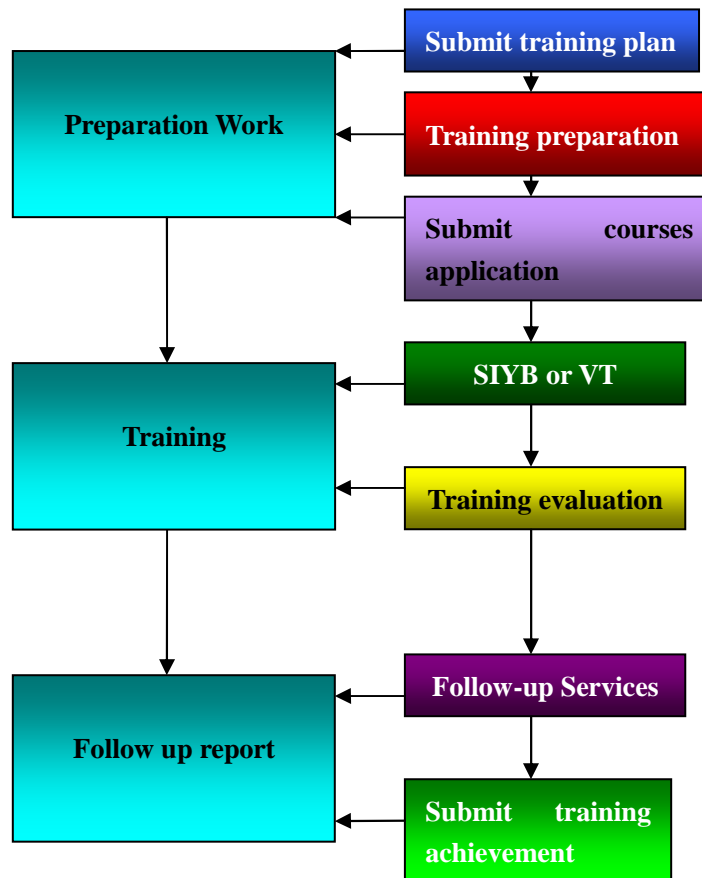 Submit training plan
Preparation Work
Training preparation
Submit courses
application
SIYB or VT
Training
Training evaluation
Follow-up Services
Follow up report
Submit training
achievement